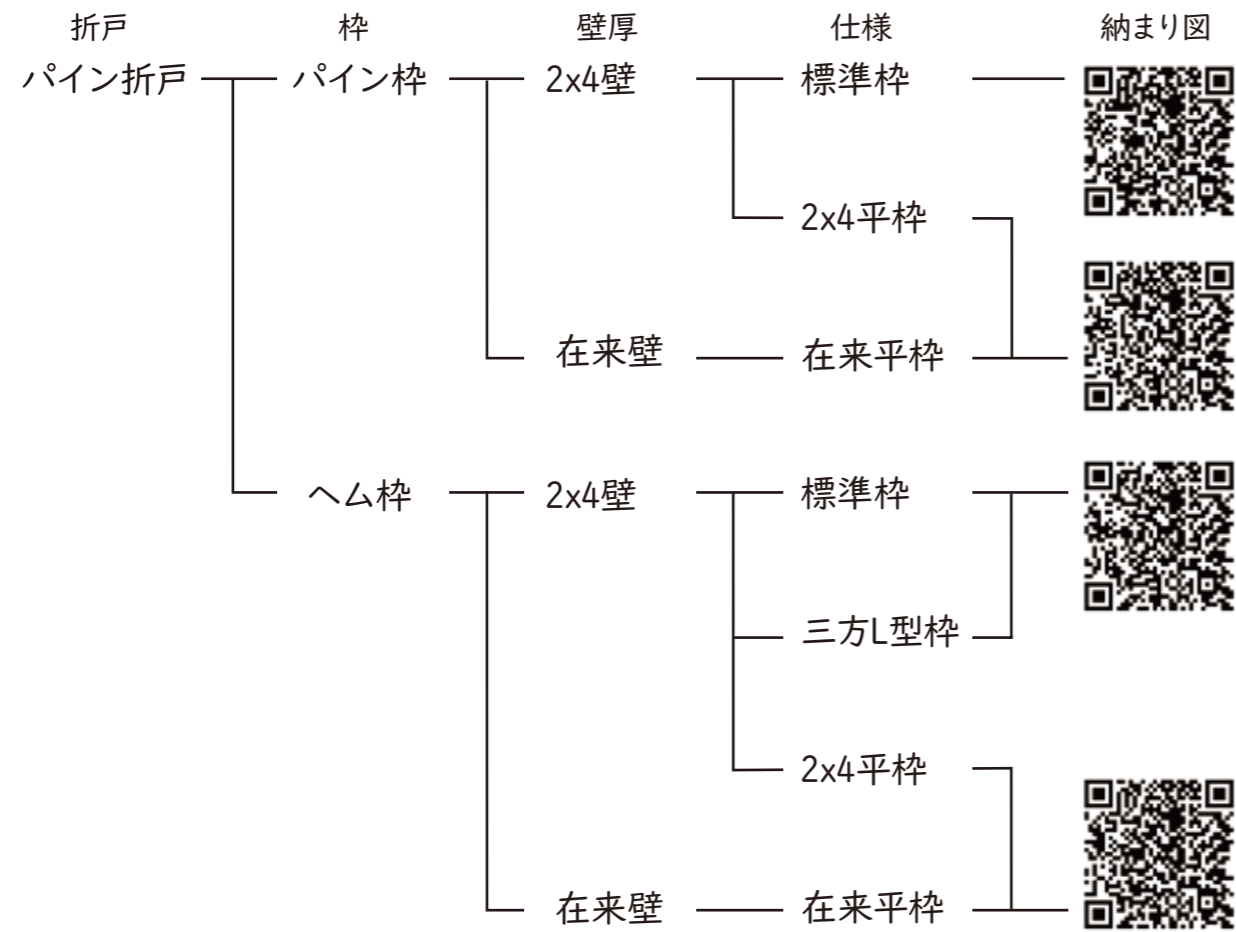 折戸 枠 壁厚 仕様 納まり図
パイン折戸 パイン枠 2x4壁 標準枠
2x4平枠
在来壁 在来平枠
ヘム枠 2x4壁 標準枠
三方L型枠
2x4平枠
在来壁 在来平枠